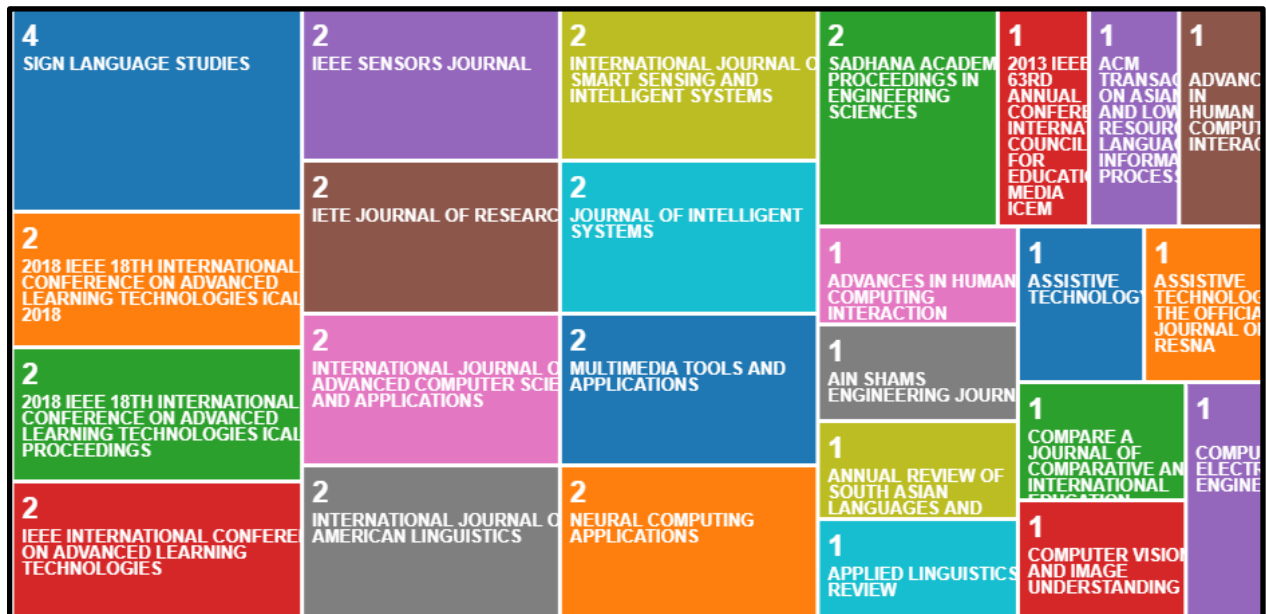 4
SIGN LANGUAGE STUDIES
2
2018 IEEE 18TH INTERNATIONAL
CONFERENCE ON ADVANCED
LEARNING TECHNOLOGIES ICAL
2018
2
2018 IEEE 18TH INTERNATIONAL
CONFERENCE ON ADVANCED
LEARNING TECHNOLOGIES ICAL
PROCEEDINGS
2
IEEE INTERNATIONAL CONFERE
ON ADVANCED LEARNING
TECHNOLOGIES
2
IEEE SENSORS JOURNAL
2
IETE JOURNAL OF RESEARC
2
INTERNATIONAL JOURNAL O
ADVANCED COMPUTER SCIE
AND APPLICATIONS
2
INTERNATIONAL JOURNAL O
AMERICAN LINGUISTICS
2
INTERNATIONAL JOURNAL O
SMART SENSING AND
INTELLIGENT SYSTEMS
2
JOURNAL OF INTELLIGENT
SYSTEMS
2
MULTIMEDIA TOOLS AND
APPLICATIONS
2
NEURAL COMPUTING
APPLICATIONS
2
SADHANA ACADEM
PROCEEDINGS IN
ENGINEERING
SCIENCES
1
2013 IEEE
63RD
ANNUAL
CONFERE
INTERNA
COUNCIL
FOR
EDUCATI
MEDIA
ICEM
1
ACM
TRANSAC
ON ASIAN
AND LOW
RESOURC
LANGUAG
INFORMA
PROCESS
1
ADVANC
IN
HUMAN
COMPUT
INTERAC
1
ADVANCES IN HUMAN
COMPUTING
INTERACTION
1
AIN SHAMS
ENGINEERING JOURN
1
ANNUAL REVIEW OF
SOUTH ASIAN
LANGUAGES AND
1
APPLIED LINGUISTICS
REVIEW
1
ASSISTIVE
TECHNOLOGY
1
ASSISTIVE
TECHNOLOG
THE OFFICIA
JOURNAL O
RESNA
1
COMPARE A
JOURNAL OF
COMPARATIVE AN
INTERNATIONAL
EDUCATION
1
COMPUTER VISION
AND IMAGE
UNDERSTANDING
1
COMPU
ELECTR
ENGINE